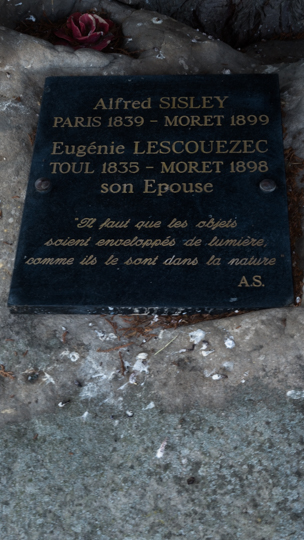 Alfred SISLEY
PARIS 1839 - MORET 1899
Eugénie LESCOUEZEC
TOUL 1835 - MORET 1898
son Epouse
"Il faut que les objets
soient enveloppés de lumière,
comme ils le sont dans la nature"
A.S.